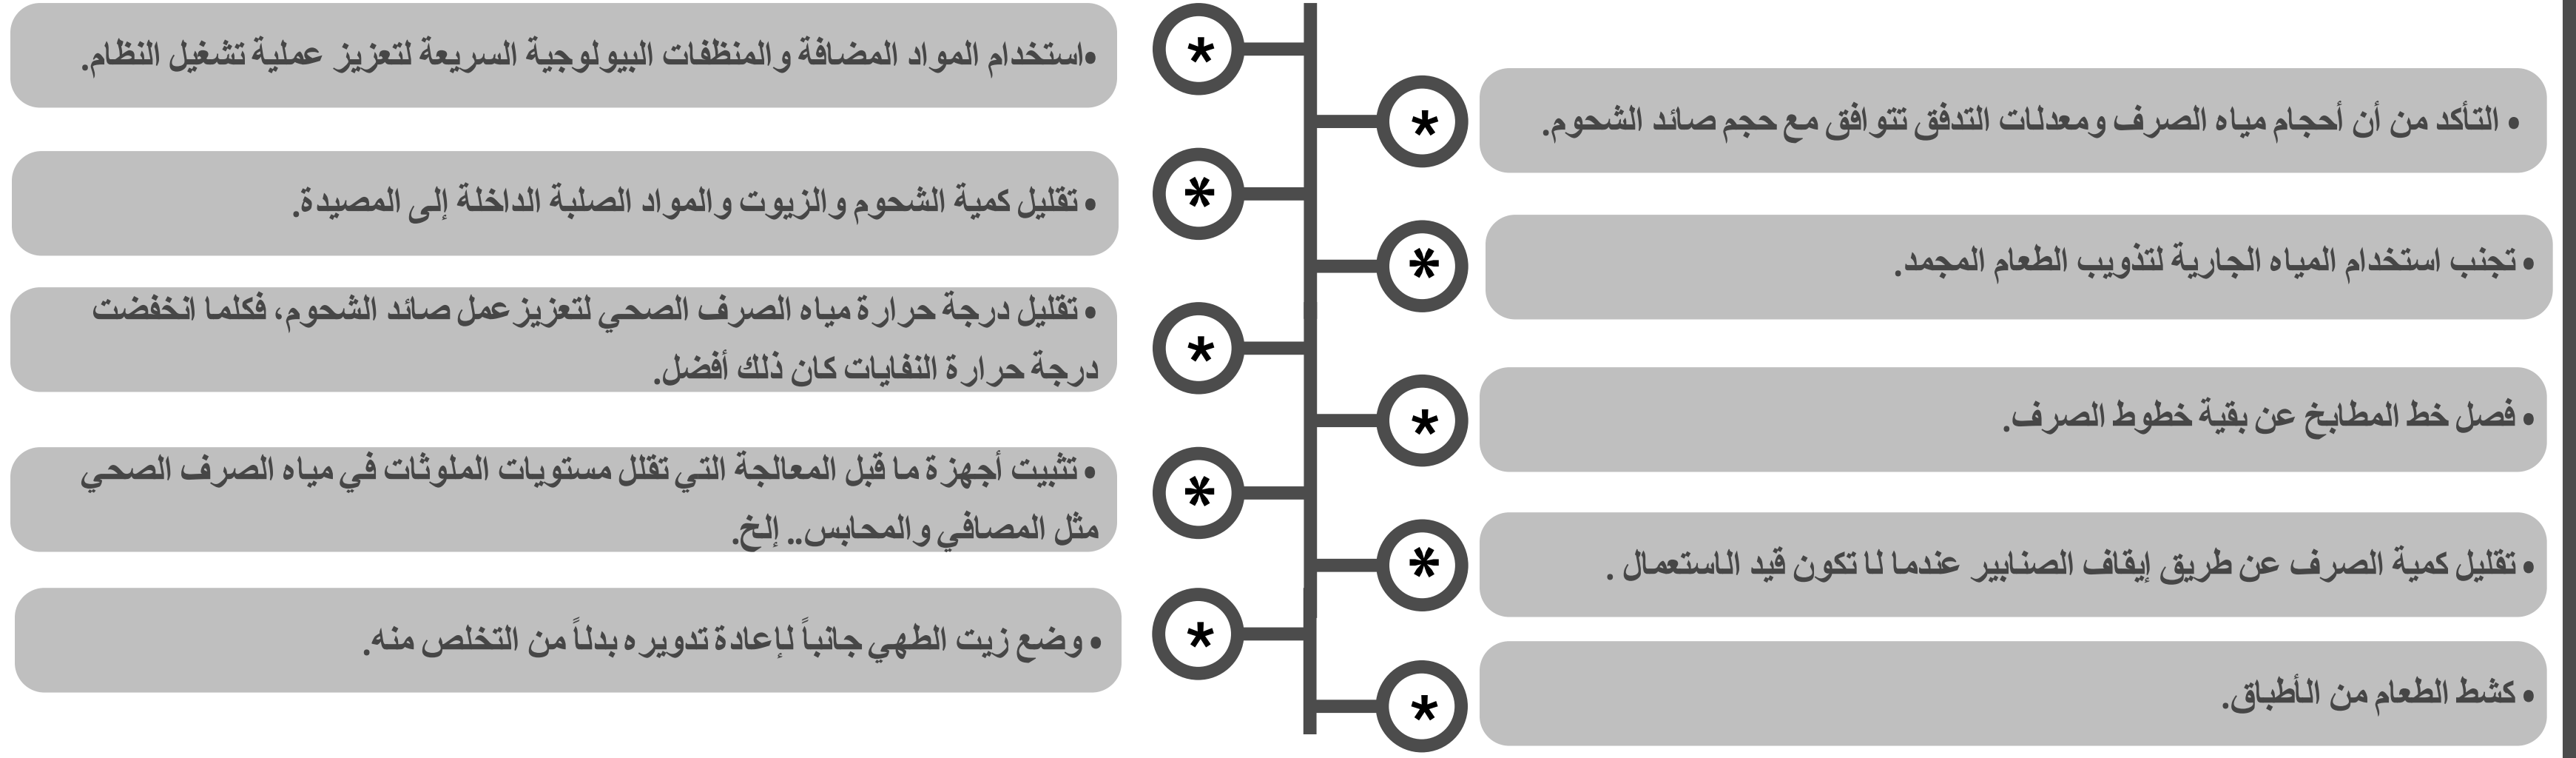 • التأكد من أن أحجام مياه الصرف ومعدلات التدفق تتوافق مع حجم صائد الشحوم.
• تجنب استخدام المياه الجارية لتذويب الطعام المجمد.
• فصل خط المطابخ عن بقية خطوط الصرف.
• تقليل كمية الصرف عن طريق إيقاف الصنابير عندما لا تكون قيد الاستعمال .
• كشط الطعام من الأطباق.
*
*
*
*
*
*
*
*
*
*
•استخدام المواد المضافة والمنظفات البيولوجية السريعة لتعزيز عملية تشغيل النظام.
• تقليل كمية الشحوم والزيوت والمواد الصلبة الداخلة إلى المصيدة.
• تقليل درجة حرارة مياه الصرف الصحي لتعزيز عمل صائد الشحوم، فكلما انخفضت
درجة حرارة النفايات كان ذلك أفضل.
• تثبيت أجهزة ما قبل المعالجة التي تقلل مستويات الملوثات في مياه الصرف الصحي
مثل المصافي والمحابس.. إلخ.
• وضع زيت الطهي جانباً لإعادة تدويره بدلاً من التخلص منه.